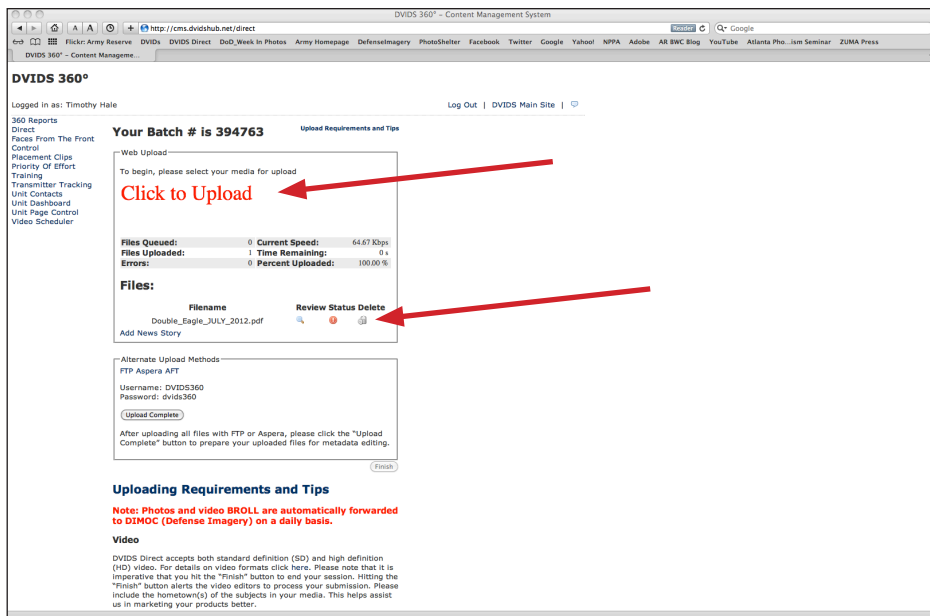 DVIDS 360° – Content Management System
A A + http://cms.dvidshub.net/direct Reader Q Google
Flickr: Army Reserve DVIDs DVIDS Direct DoD_Week In Photos Army Homepage DefenseImagery PhotoShelter Facebook Twitter Google Yahoo! NPPA Adobe AR BWC Blog YouTube Atlanta Pho...ism Seminar ZUMA Press
DVIDS 360° – Content Manageme...
DVIDS 360°
Logged in as: Timothy Hale
Log Out | DVIDS Main Site |
360 Reports
Direct
Faces From The Front
Control
Placement Clips
Priority Of Effort
Training
Transmitter Tracking
Unit Contacts
Unit Dashboard
Unit Page Control
Video Scheduler
Your Batch # is 394763
Upload Requirements and Tips
Web Upload
To begin, please select your media for upload
Click to Upload
Files Queued: 0 Current Speed: 64.67 Kbps
Files Uploaded: 1 Time Remaining: 0 s
Errors: 0 Percent Uploaded: 100.00 %
Files:
Filename Review Status Delete
Double_Eagle_JULY_2012.pdf
Add News Story
Alternate Upload Methods
FTP Aspera AFT
Username: DVIDS360
Password: dvids360
Upload Complete
After uploading all files with FTP or Aspera, please click the "Upload
Complete" button to prepare your uploaded files for metadata editing.
Finish
Uploading Requirements and Tips
Note: Photos and video BROLL are automatically forwarded
to DIMOC (Defense Imagery) on a daily basis.
Video
DVIDS Direct accepts both standard definition (SD) and high definition
(HD) video. For details on video formats click here. Please note that it is
imperative that you hit the "Finish" button to end your session. Hitting the
"Finish" button alerts the video editors to process your submission. Please
include the hometown(s) of the subjects in your media. This helps assist
us in marketing your products better.